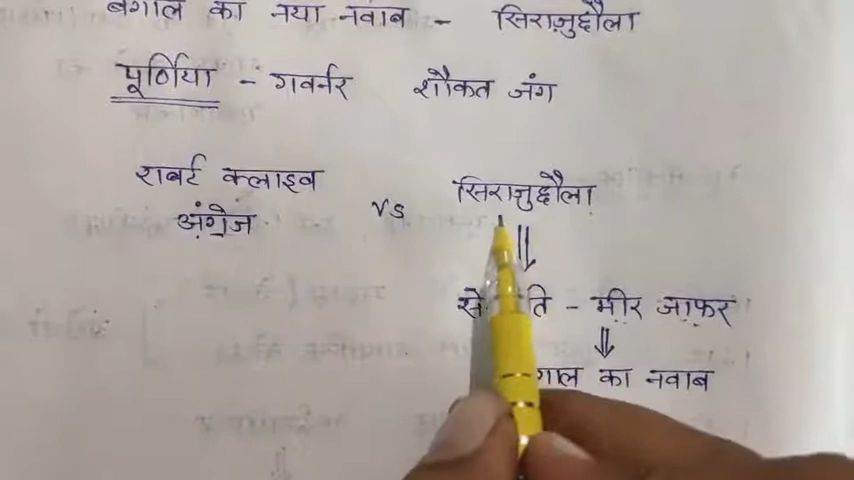 बंगाल का नया नवाब - सिराजुद्दौला
पूर्णिया - गवर्नर शौकत जंग
राबर्ट क्लाइव vs सिराजुद्दौला
अंग्रेज
- मीर जाफर
का नवाब